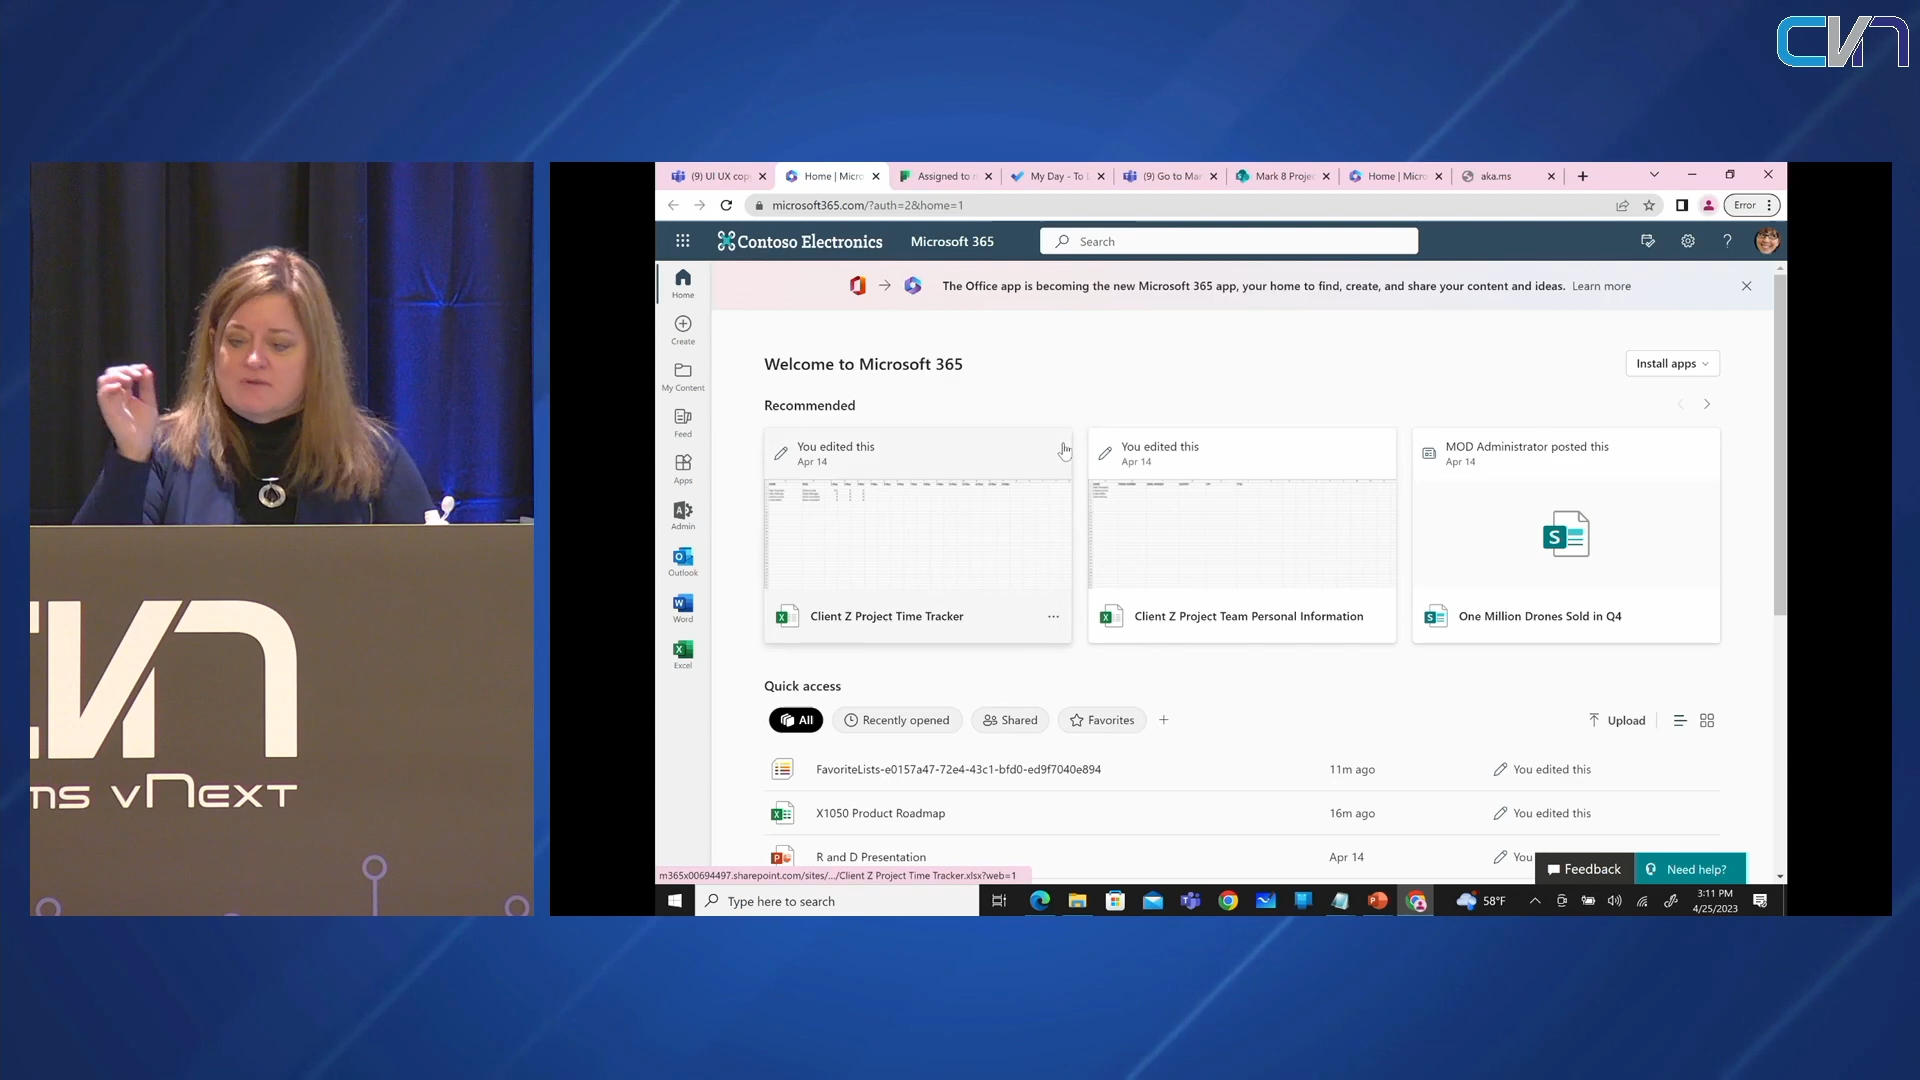 CVN
(9) UI UX cop
Home | Micro
Assigned to
My Day - To
(9) Go to Mar
Mark 8 Projec
Home | Micro
aka.ms
microsoft365.com/?auth=2&home=1
Error
Contoso Electronics
Microsoft 365
Search
The Office app is becoming the new Microsoft 365 app, your home to find, create, and share your content and ideas. Learn more
Home
Create
My Content
Feed
Apps
Admin
Outlook
Word
Excel
Welcome to Microsoft 365
Install apps
Recommended
You edited this
Apr 14
Client Z Project Time Tracker
You edited this
Apr 14
Client Z Project Team Personal Information
MOD Administrator posted this
Apr 14
One Million Drones Sold in Q4
Quick access
All
Recently opened
Shared
Favorites
Upload
FavoriteLists-e0157a47-72e4-43c1-bfd0-ed9f7040e894
11m ago
You edited this
X1050 Product Roadmap
16m ago
You edited this
R and D Presentation
Apr 14
You
Feedback
Need help?
m365x00694497.sharepoint.com/sites/.../Client Z Project Time Tracker.xlsx?web=1
Type here to search
58°F
3:11 PM
4/25/2023
CVN
ms vNext